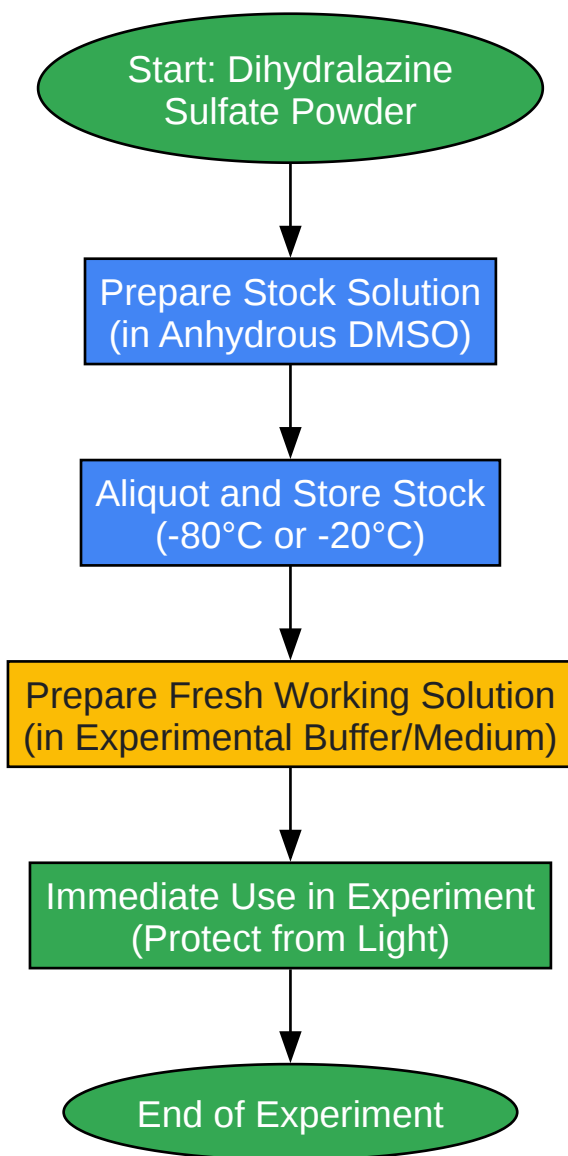 Start: Dihydralazine
Sulfate Powder
Prepare Stock Solution
(in Anhydrous DMSO)
Aliquot and Store Stock
(-80°C or -20°C)
Prepare Fresh Working Solution
(in Experimental Buffer/Medium)
Immediate Use in Experiment
(Protect from Light)
End of Experiment